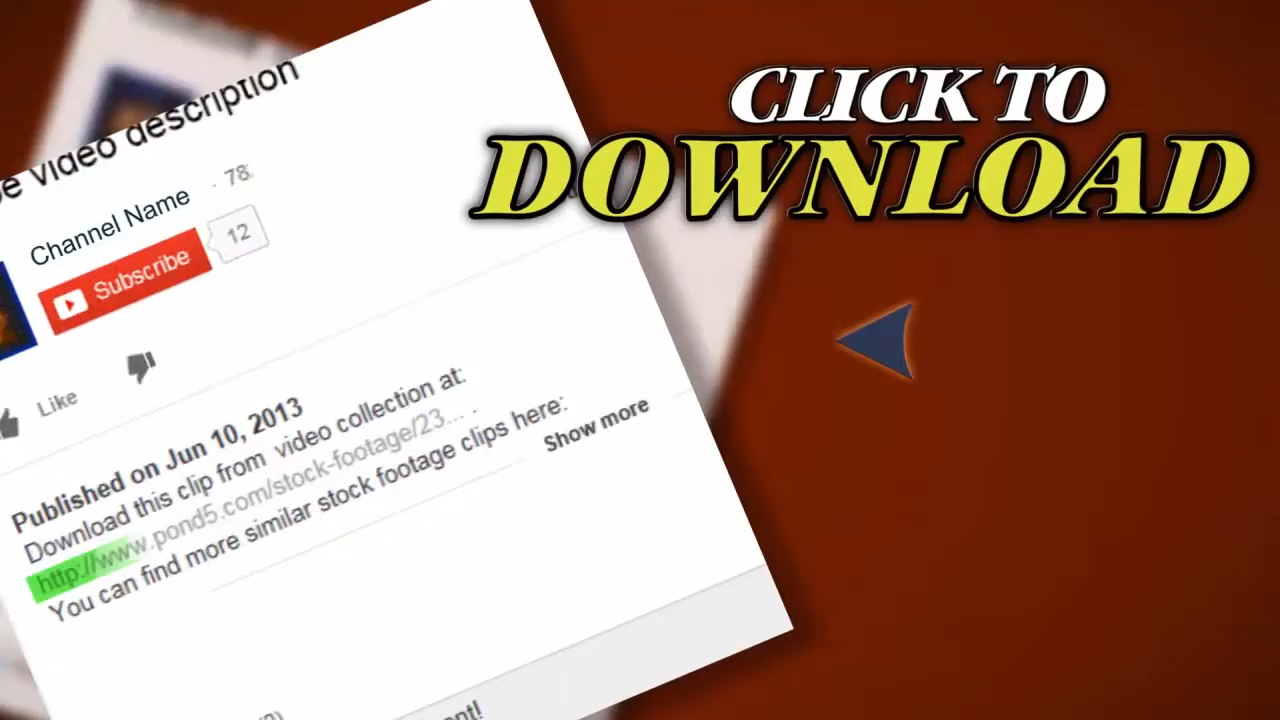 CLICK TO
DOWNLOAD
video description
Channel Name
78
Subscribe
12
Like
Published on Jun 10, 2013
Download this clip from video collection at:
http://www.pond5.com/stock-footage/23... .
You can find more similar stock footage clips here:
Show more